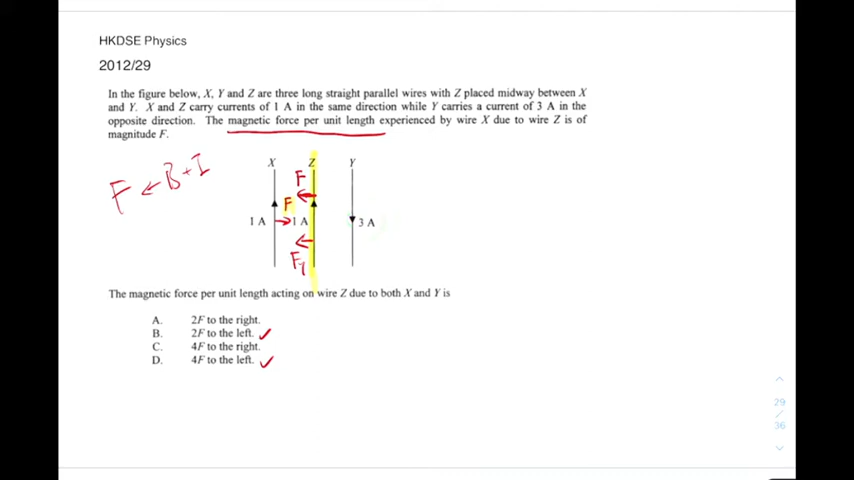 HKDSE Physics
2012/29
In the figure below, X, Y and Z are three long straight parallel wires with Z placed midway between X
and Y. X and Z carry currents of 1 A in the same direction while Y carries a current of 3 A in the
opposite direction. The magnetic force per unit length experienced by wire X due to wire Z is of
magnitude F.
X Z Y
F ← B + I
F
F
1 A 1 A 3 A
F_Y
The magnetic force per unit length acting on wire Z due to both X and Y is
A. 2F to the right.
B. 2F to the left. ✓
C. 4F to the right.
D. 4F to the left. ✓
29
/
36